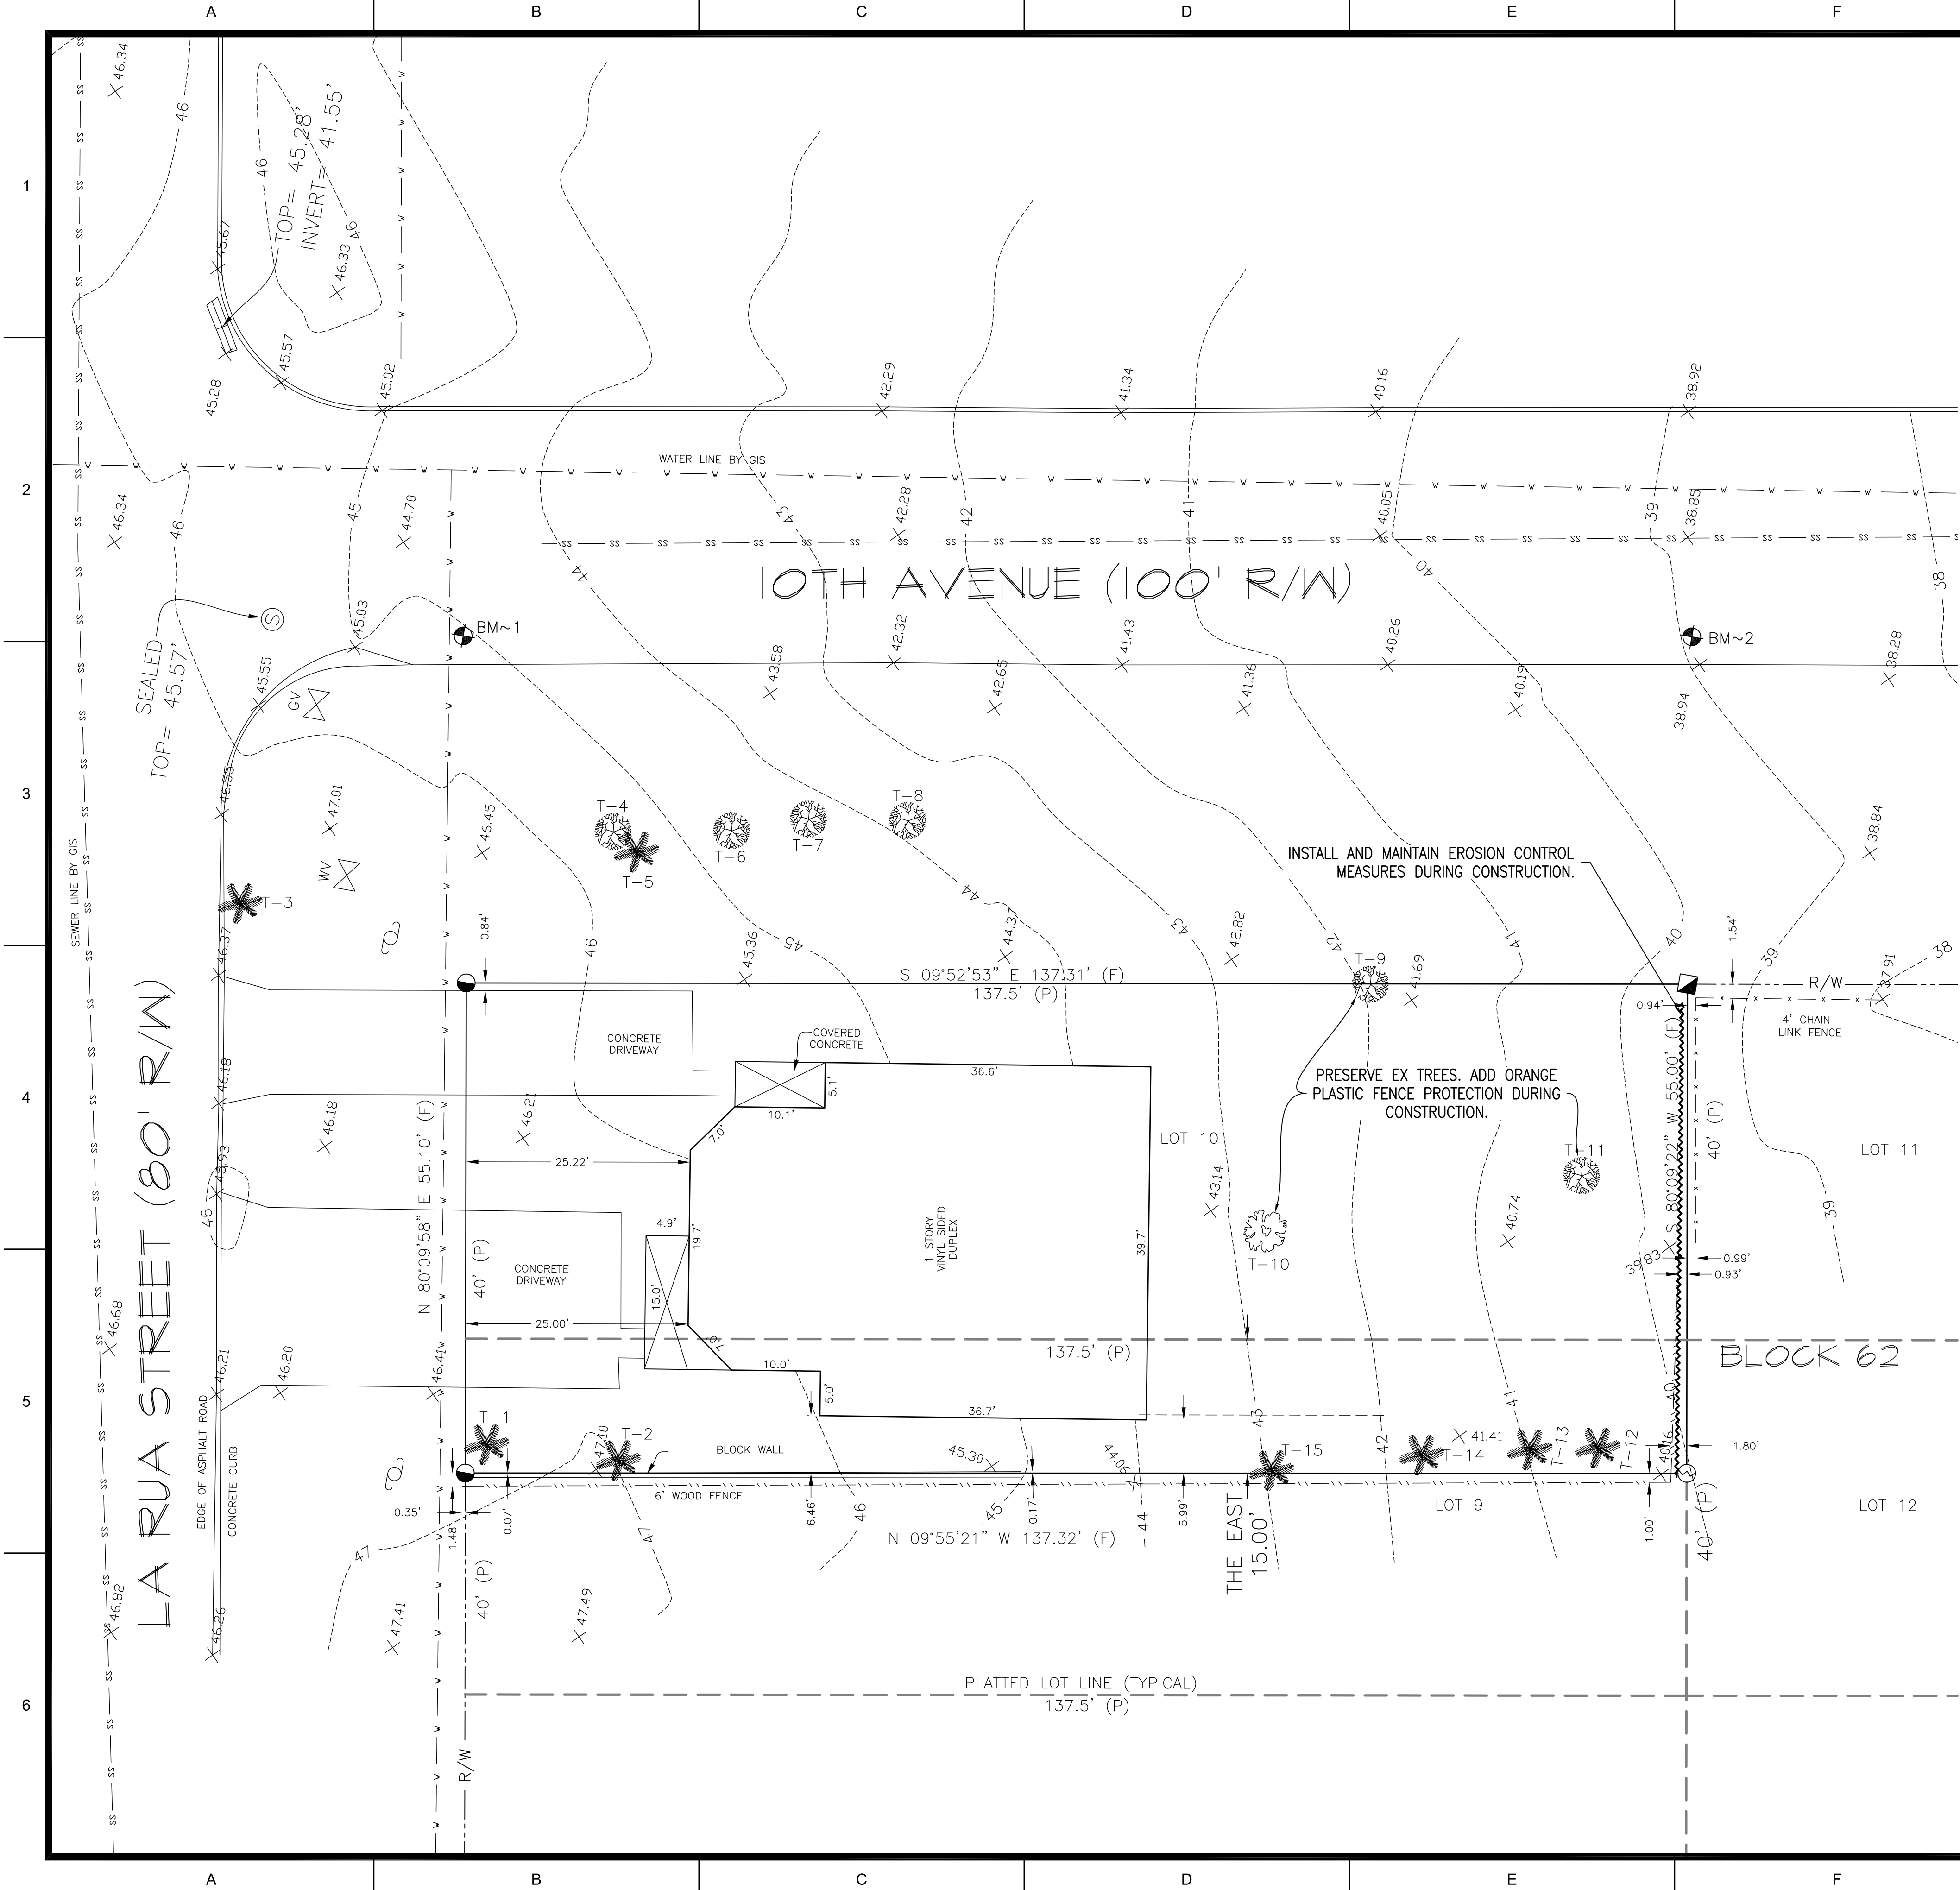 A B C D E F
1
2
3
4
5
6
46.34
46
46
46
TOP= 45.28'
INVERT= 41.55'
46.33
45.67
45.57
45.28
45.02
42.29
41.34
40.16
38.92
WATER LINE BY GIS
46.34
46
45
44.70
43
42.28
42
41
40.05
39
38.85
44
10TH AVENUE (100' R/W)
40
38
SEALED
TOP= 45.57'
S
45.03
BM~1
42.32
41.43
40.26
BM~2
45.55
GV
43.58
42.65
41.36
40.19
38.94
38.28
46.55
47.01
46.45
T-4
T-5
T-6
T-7
T-8
38.84
SEWER LINE BY GIS
WV
T-3
INSTALL AND MAINTAIN EROSION CONTROL
MEASURES DURING CONSTRUCTION.
44
0.84'
46
45
44.37
43
42.82
42
41
40
1.54'
39
38
46.37
45.36
S 09°52'53" E 137.31' (F)
137.5' (P)
T-9
41.69
0.94'
R/W
37.91
4' CHAIN
LINK FENCE
LA RUA STREET (80' R/W)
CONCRETE
DRIVEWAY
COVERED
CONCRETE
36.6'
5.1'
10.1'
7.0'
46.18
46.18
46.21
PRESERVE EX TREES. ADD ORANGE
PLASTIC FENCE PROTECTION DURING
CONSTRUCTION.
S 80°09'22" W 55.00' (F)
40' (P)
N 80°09'58" E 55.10' (F)
40' (P)
25.22'
LOT 10
T-11
LOT 11
45.93
46
4.9'
19.7'
43.14
1 STORY
VINYL SIDED
DUPLEX
39.7'
40.74
39
T-10
39.83
0.99'
0.93'
CONCRETE
DRIVEWAY
15.0'
25.00'
7.0'
46.68
10.0'
5.0'
137.5' (P)
BLOCK 62
46.21
46.20
46.41
36.7'
43
41
40
EDGE OF ASPHALT ROAD
CONCRETE CURB
T-1
47.10
T-2
BLOCK WALL
45.30
44.06
T-15
42
T-14
41.41
T-13
T-12
40.16
1.80'
6' WOOD FENCE
0.35'
1.48'
0.07'
6.46'
46
45
0.17'
44
5.99'
THE EAST
15.00'
LOT 9
1.00'
40' (P)
LOT 12
N 09°55'21" W 137.32' (F)
47
47
40' (P)
46.82
46.26
47.41
47.49
PLATTED LOT LINE (TYPICAL)
137.5' (P)
R/W
A B C D E F